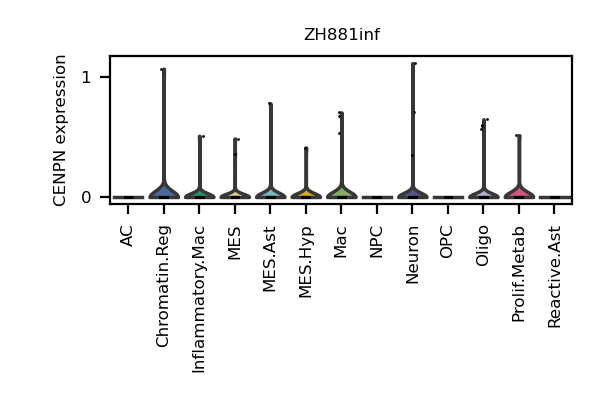 ZH881inf
CENPN expression
1
0
AC
Chromatin.Reg
Inflammatory.Mac
MES
MES.Ast
MES.Hyp
Mac
NPC
Neuron
OPC
Oligo
Prolif.Metab
Reactive.Ast